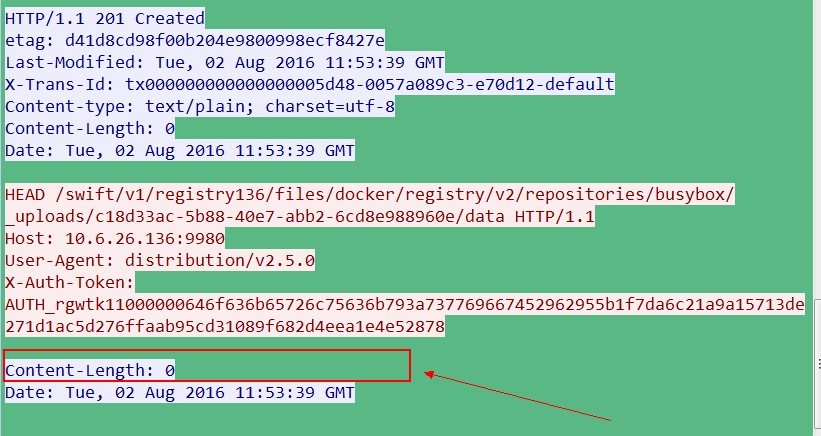 HTTP/1.1 201 Created
etag: d41d8cd98f00b204e9800998ecf8427e
Last-Modified: Tue, 02 Aug 2016 11:53:39 GMT
X-Trans-Id: tx000000000000000005d48-0057a089c3-e70d12-default
Content-type: text/plain; charset=utf-8
Content-Length: 0
Date: Tue, 02 Aug 2016 11:53:39 GMT
HEAD /swift/v1/registry136/files/docker/registry/v2/repositories/busybox/
_uploads/c18d33ac-5b88-40e7-abb2-6cd8e988960e/data HTTP/1.1
Host: 10.6.26.136:9980
User-Agent: distribution/v2.5.0
X-Auth-Token:
AUTH_rgwtk11000000646f636b65726c75636b793a737769667452962955b1f7da6c21a9a15713de
271d1ac5d276ffaab95cd31089f682d4eea1e4e52878
Content-Length: 0
Date: Tue, 02 Aug 2016 11:53:39 GMT